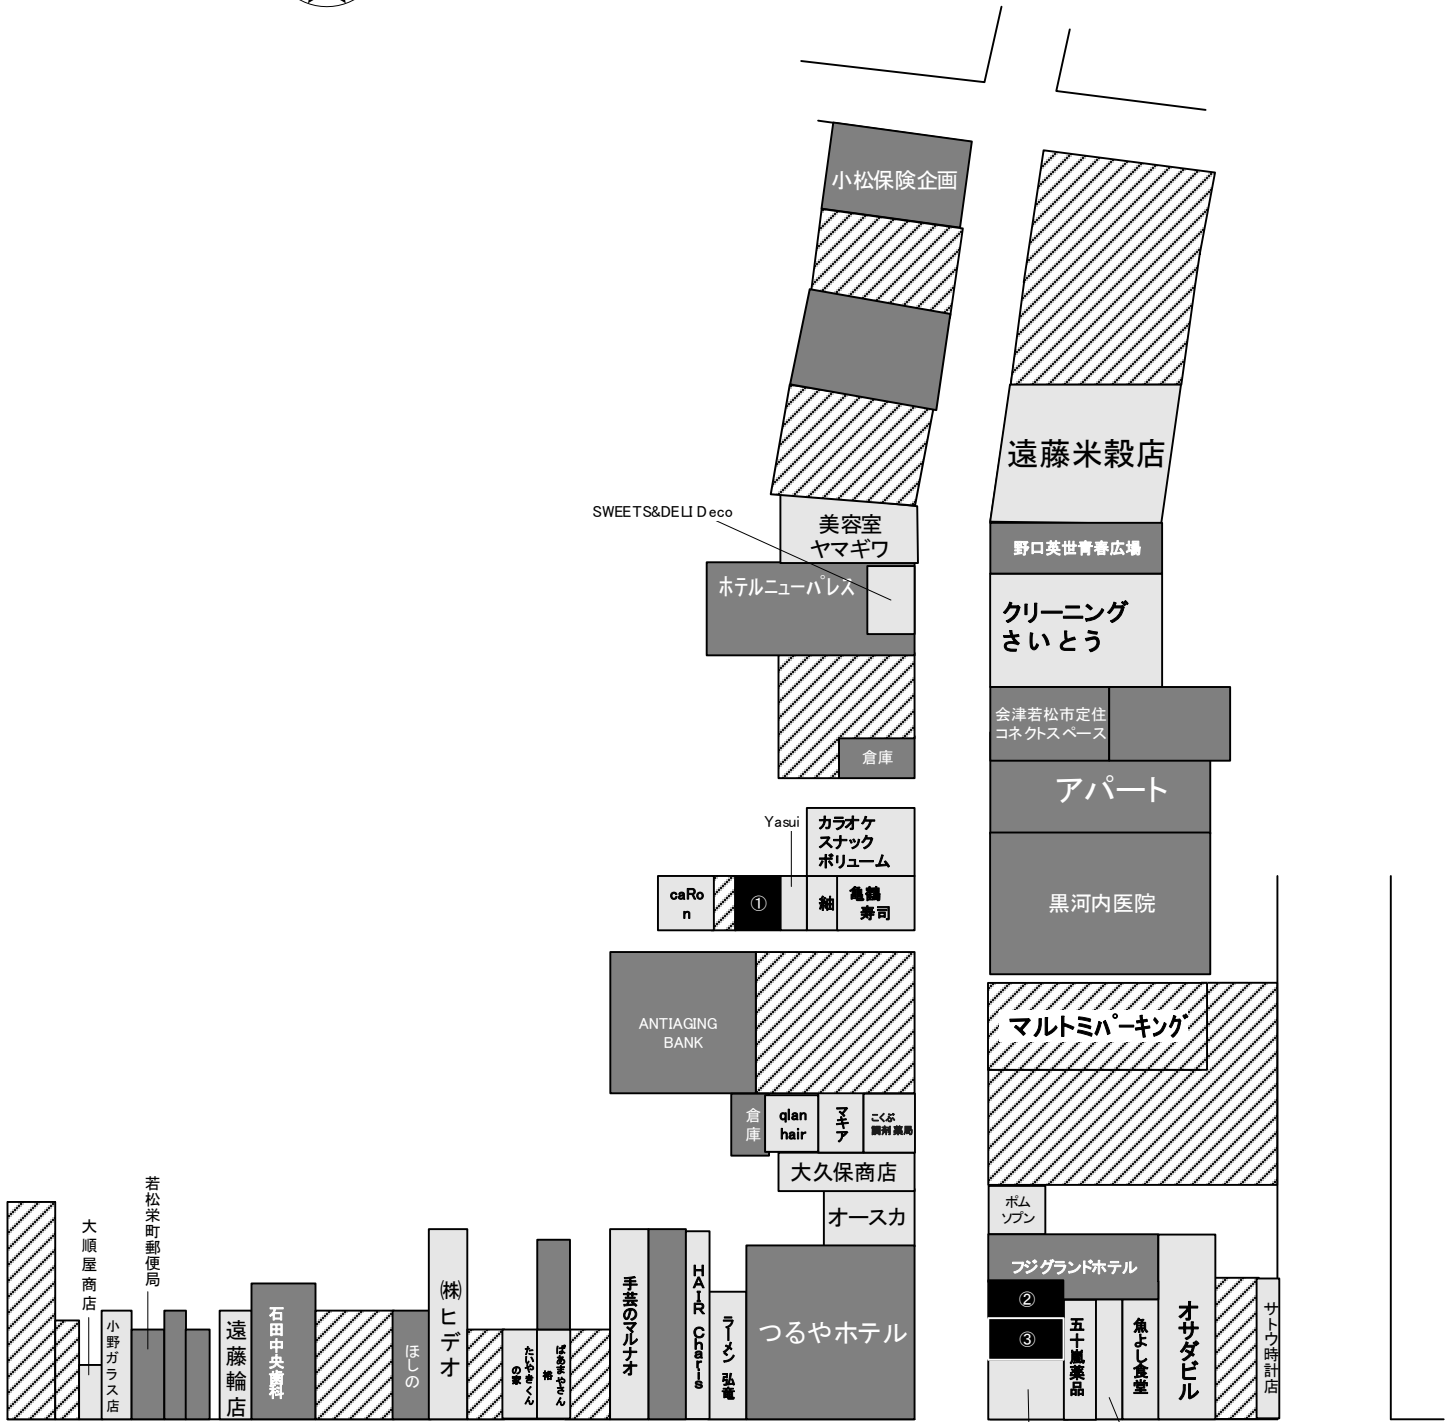 小松保険企画
遠藤米穀店
SWEETS&DELI Deco
美容室
ヤマギワ
野口英世青春広場
ホテルニューパレス
クリーニング
さいとう
会津若松市定住
コネクトスペース
倉庫
アパート
Yasui
カラオケ
スナック
ボリューム
caRo
n
①
紬
亀鶴
寿司
黒河内医院
ANTIAGING
BANK
マルトミパーキング
倉庫
qlan
hair
マキア
こくぶ
調剤薬局
大久保商店
オースカ
ポム
ソプン
フジグランドホテル
②
③
若松栄町郵便局
大順屋商店
小野ガラス店
遠藤輪店
石田中央歯科
ほしの
㈱ヒデオ
たいやきくん
の家
ばあまやさん
裕
手芸のマルナオ
HAIR Charis
ラーメン 弘竜
つるやホテル
五十嵐薬品
魚よし食堂
オサダビル
サトウ時計店